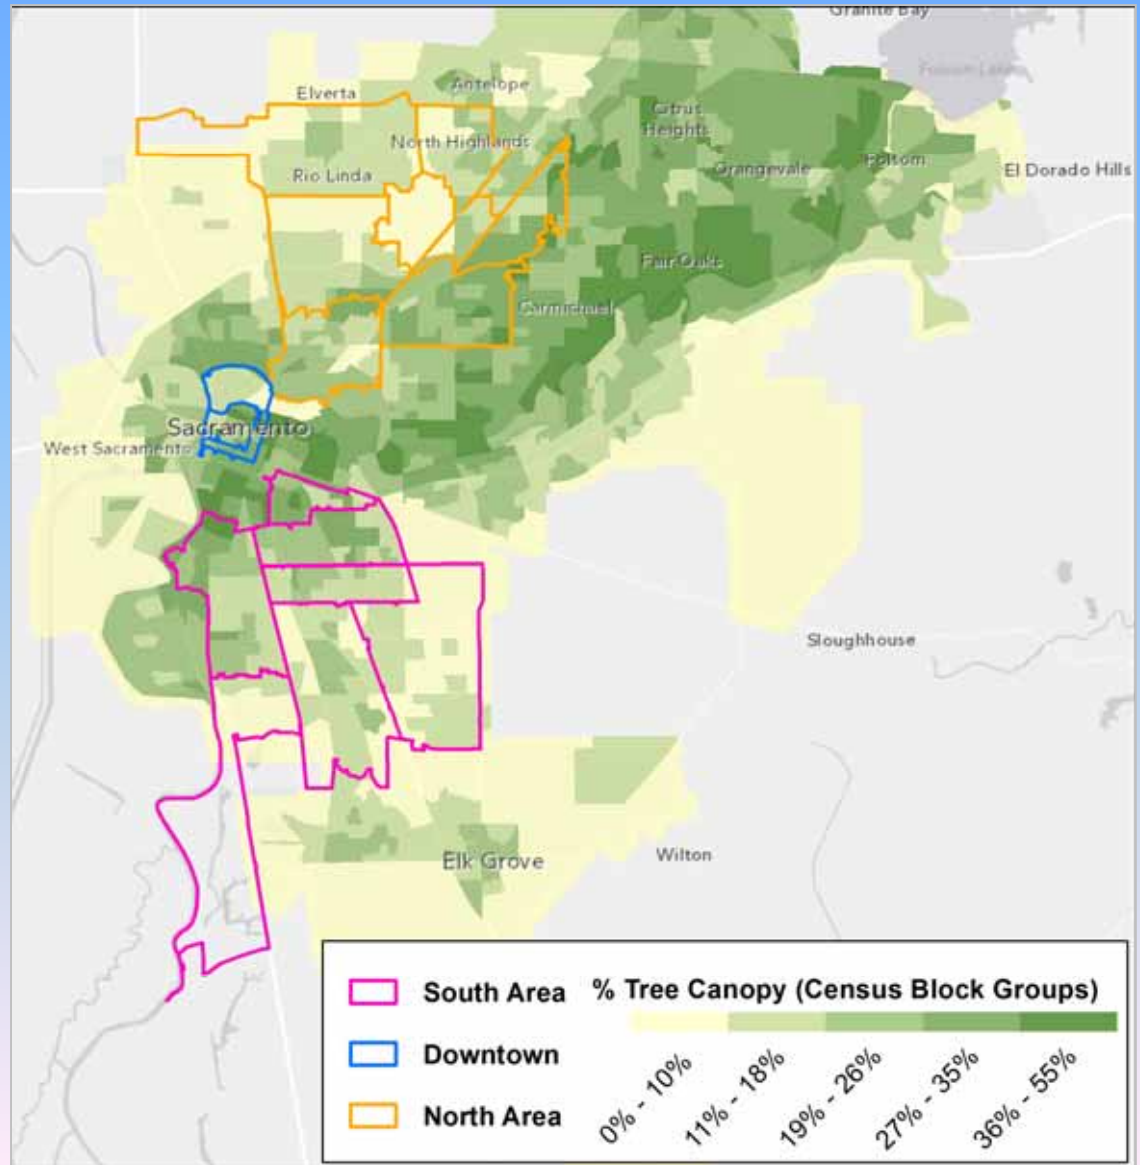 Granite Bay
Folsom Lake
Antelope
Elverta
Citrus
Heights
North Highlands
Orangevale
Folsom
El Dorado Hills
Rio Linda
Fair Oaks
Carmichael
Sacramento
West Sacramento
Sloughhouse
Elk Grove
Wilton
South Area
Downtown
North Area
% Tree Canopy (Census Block Groups)
0% - 10%
11% - 18%
19% - 26%
27% - 35%
36% - 55%